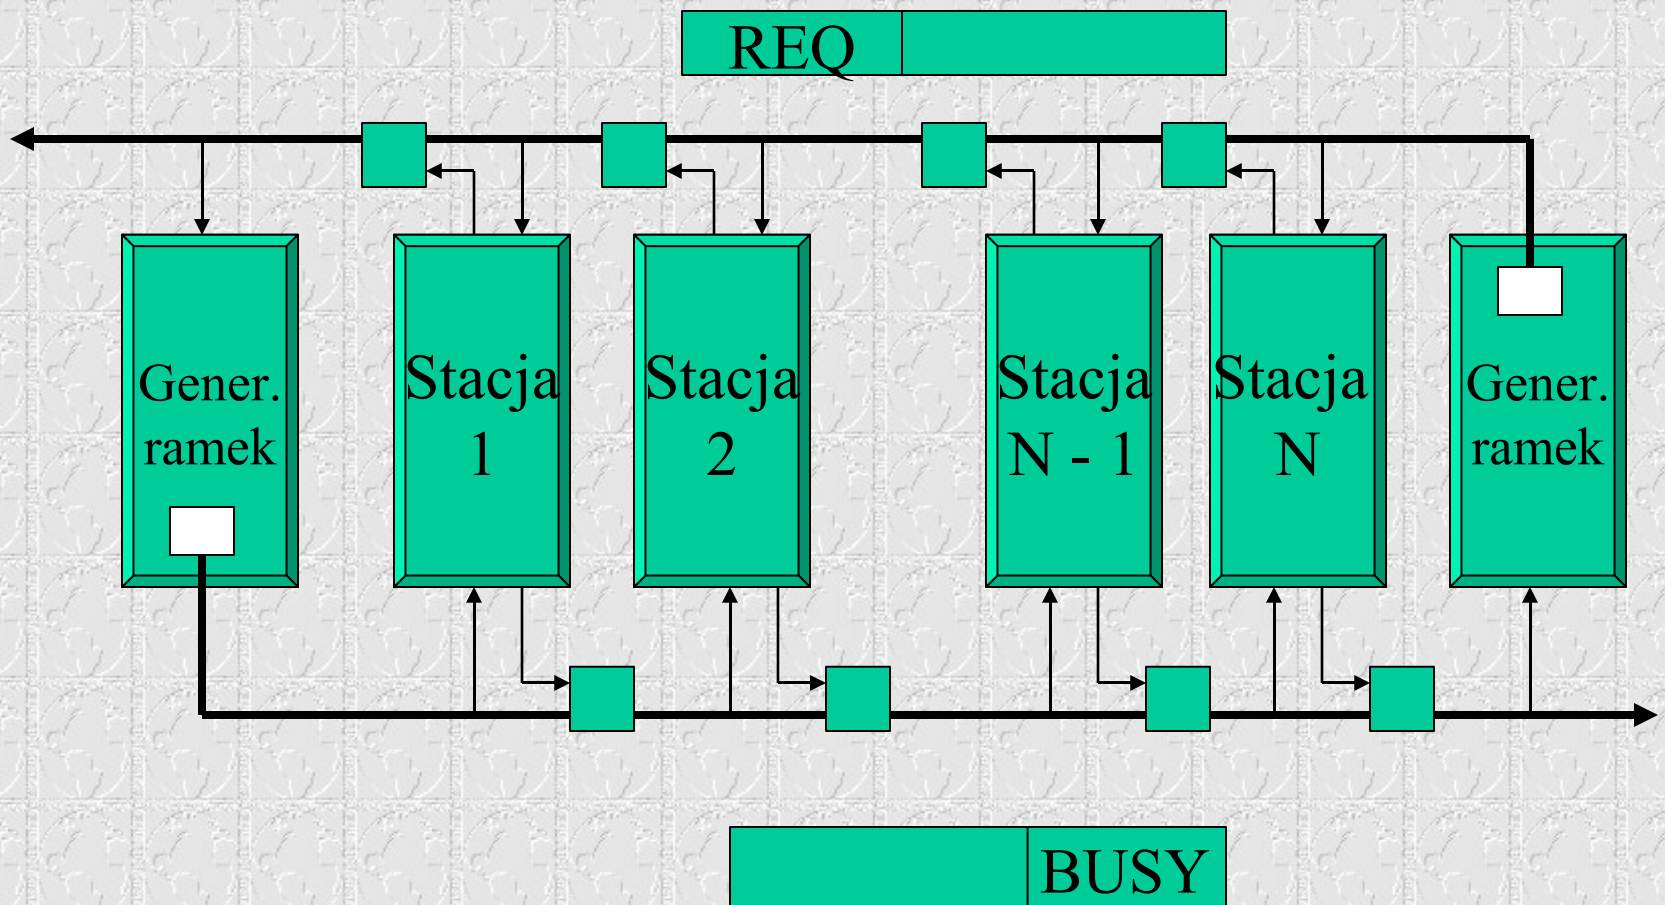 REQ
Gener.
ramek
Stacja
1
Stacja
2
Stacja
N - 1
Stacja
N
Gener.
ramek
BUSY